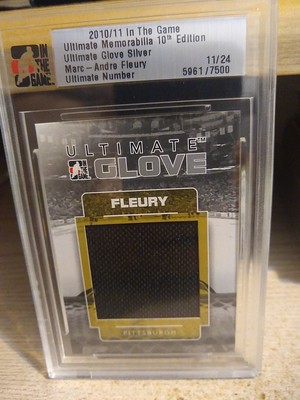 IN THE GAME
2010/11 In The Game
Ultimate Memorabilia 10th Edition
Ultimate Glove Silver 11/24
Marc-Andre Fleury 5961/7500
Ultimate Number
ULTIMATE™
GLOVE
FLEURY
PITTSBURGH